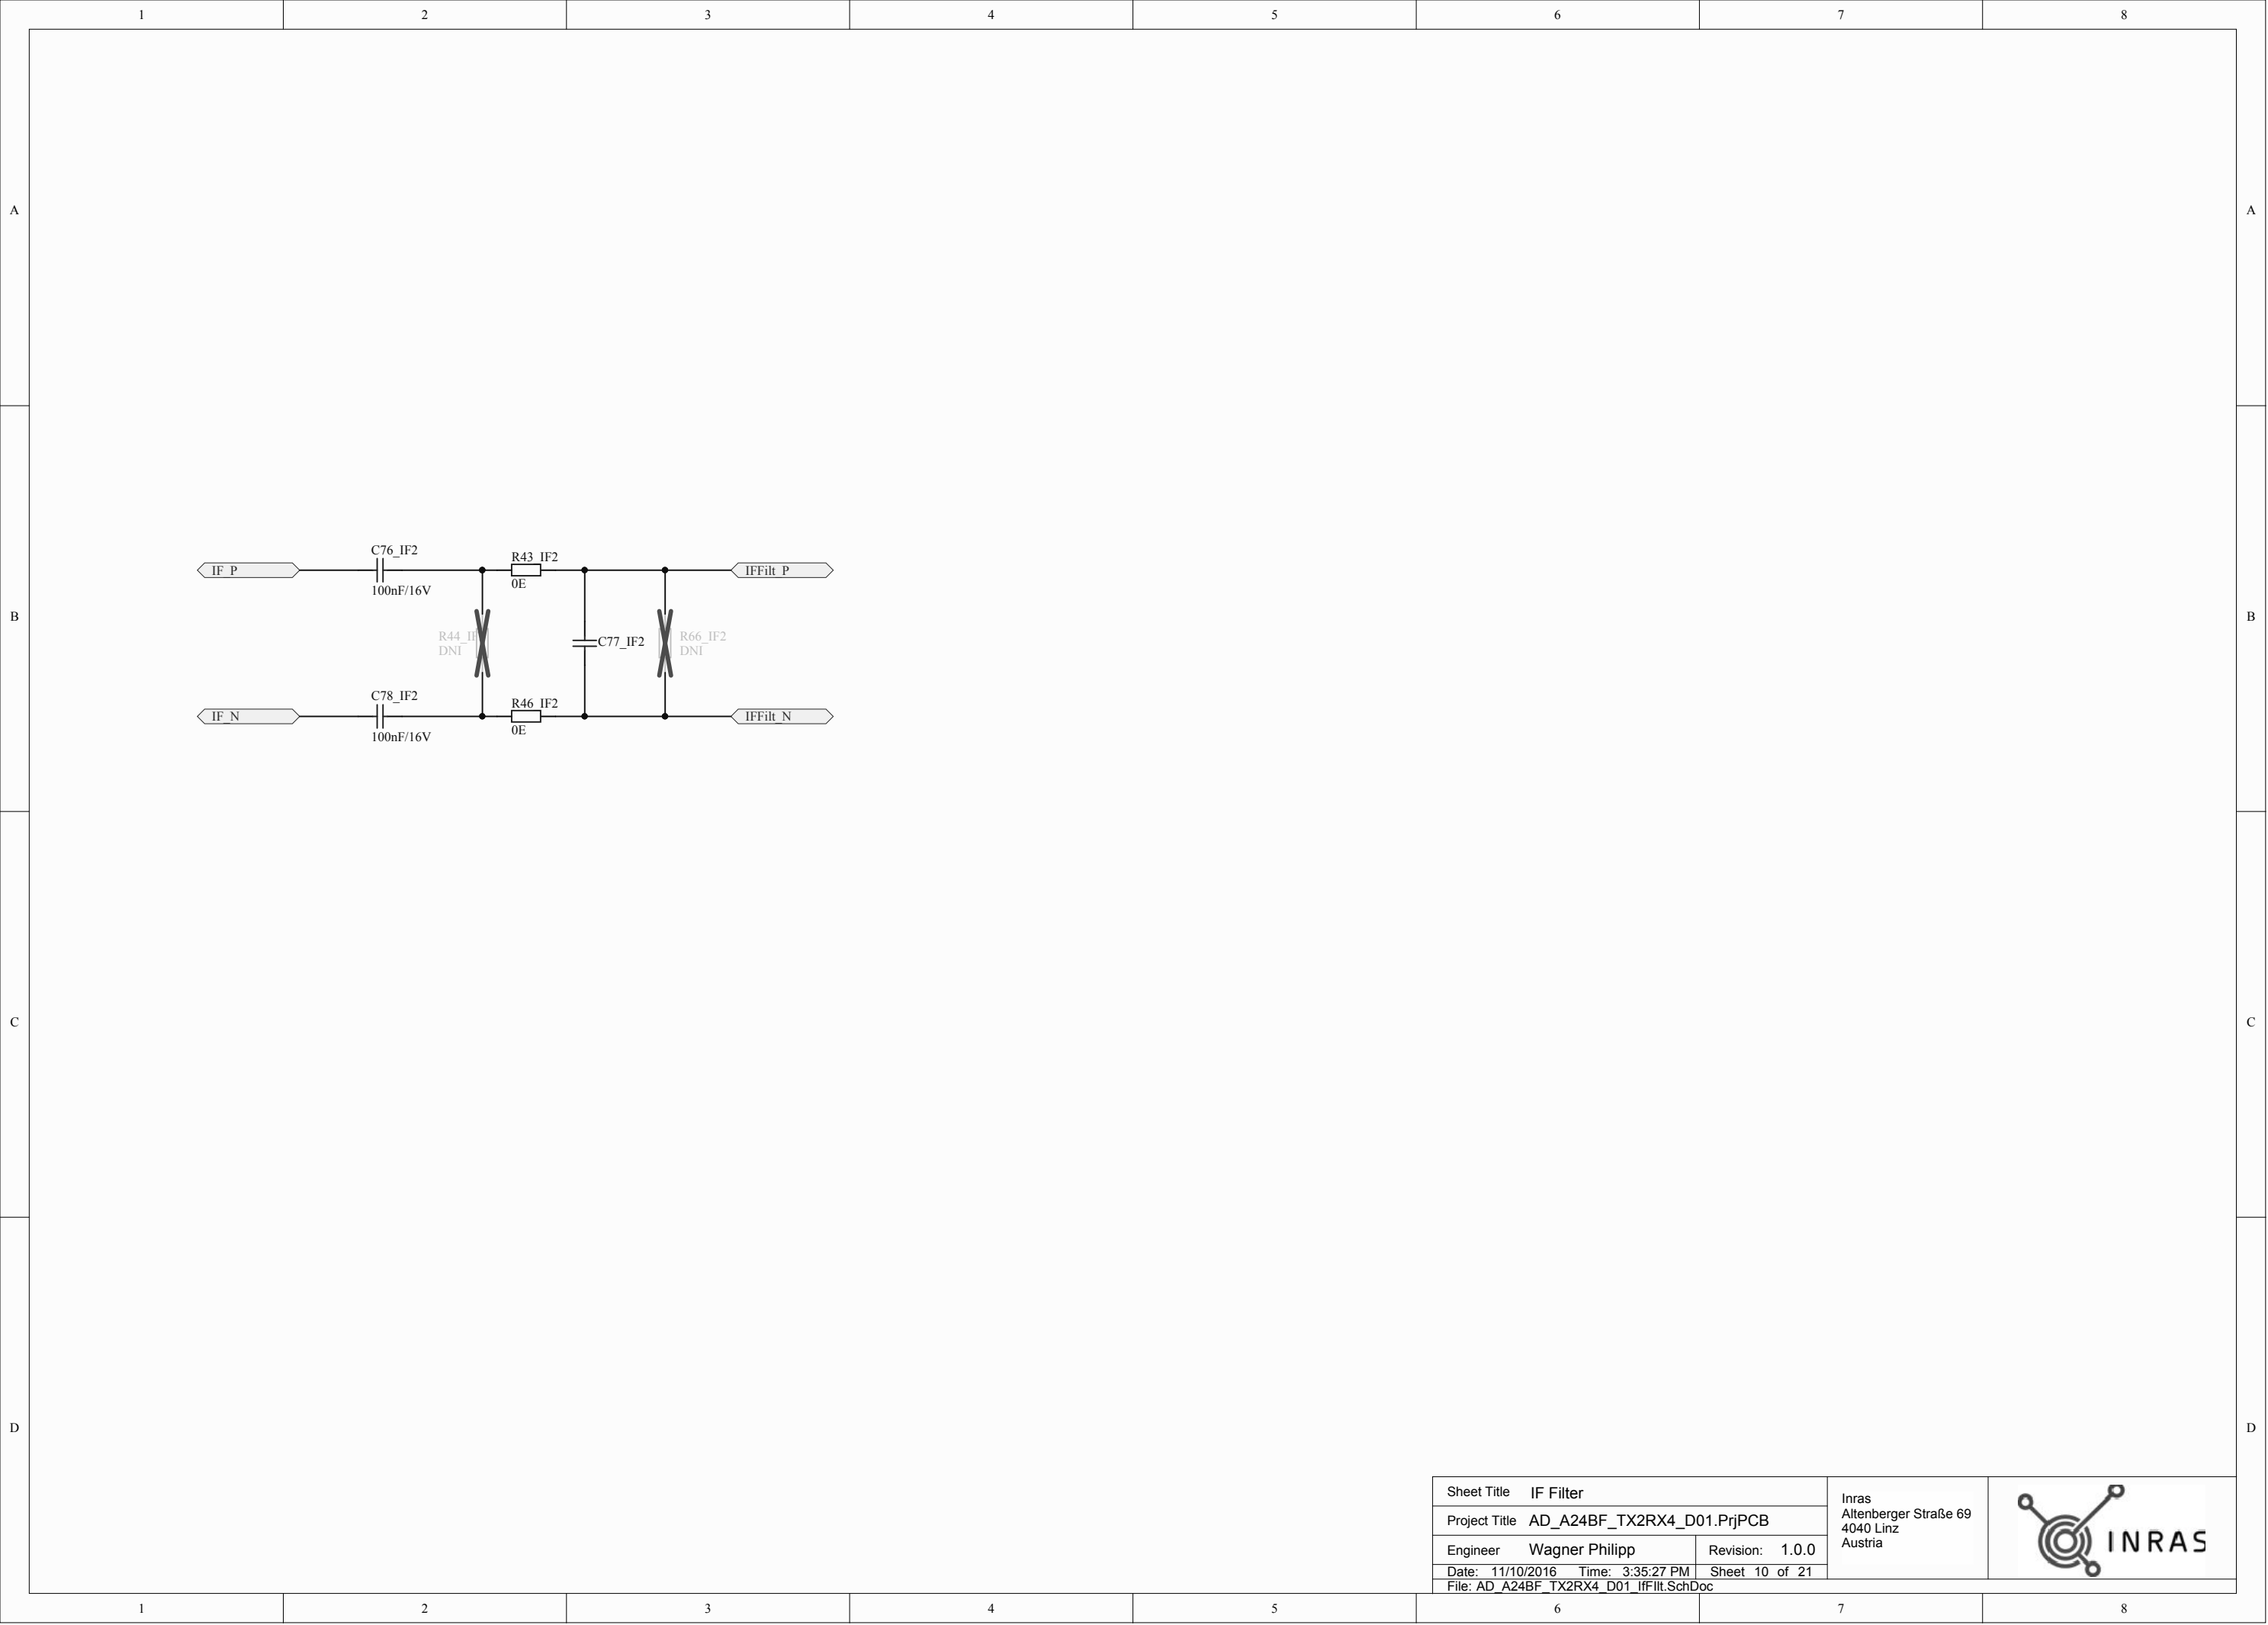 1 2 3 4 5 6 7 8
A A
C76_IF2 R43_IF2
IF_P IFFilt_P
100nF/16V 0E
B B
R44_IF DNI
C77_IF2
R66_IF2 DNI
C78_IF2 R46_IF2
IF_N IFFilt_N
100nF/16V 0E
C C
D D
Sheet Title IF Filter
Project Title AD_A24BF_TX2RX4_D01.PrjPCB
Engineer Wagner Philipp Revision: 1.0.0
Date: 11/10/2016 Time: 3:35:27 PM Sheet 10 of 21
File: AD_A24BF_TX2RX4_D01_IfFIlt.SchDoc
Inras
Altenberger Straße 69
4040 Linz
Austria
INRAS
1 2 3 4 5 6 7 8